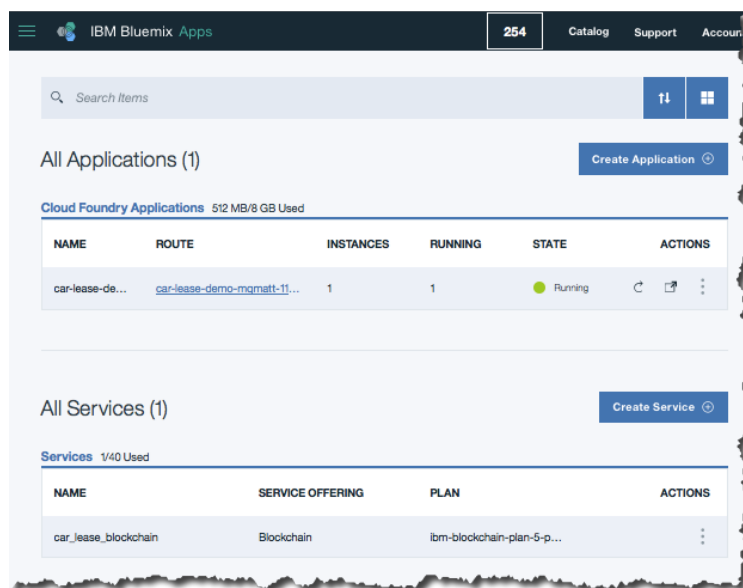 IBM Bluemix Apps 254 Catalog Support Accoun
Search Items
All Applications (1) Create Application
Cloud Foundry Applications 512 MB/8 GB Used
NAME ROUTE INSTANCES RUNNING STATE ACTIONS
car-lease-de... car-lease-demo-mqmatt-11... 1 1 Running
All Services (1) Create Service
Services 1/40 Used
NAME SERVICE OFFERING PLAN ACTIONS
car_lease_blockchain Blockchain ibm-blockchain-plan-5-p...